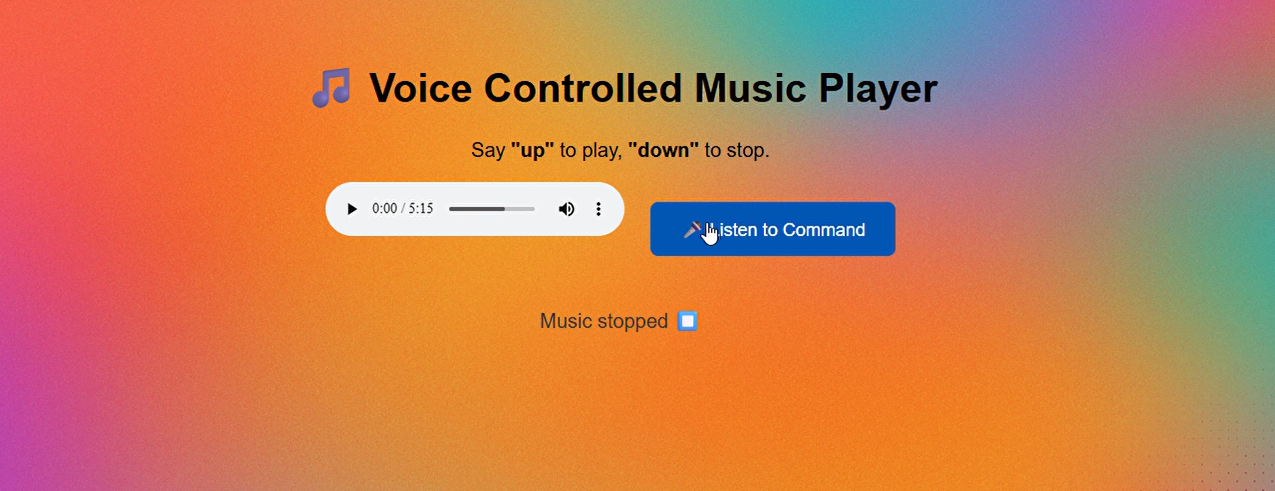 🎵 Voice Controlled Music Player
Say "up" to play, "down" to stop.
0:00 / 5:15
🎤 Listen to Command
Music stopped ⏹️